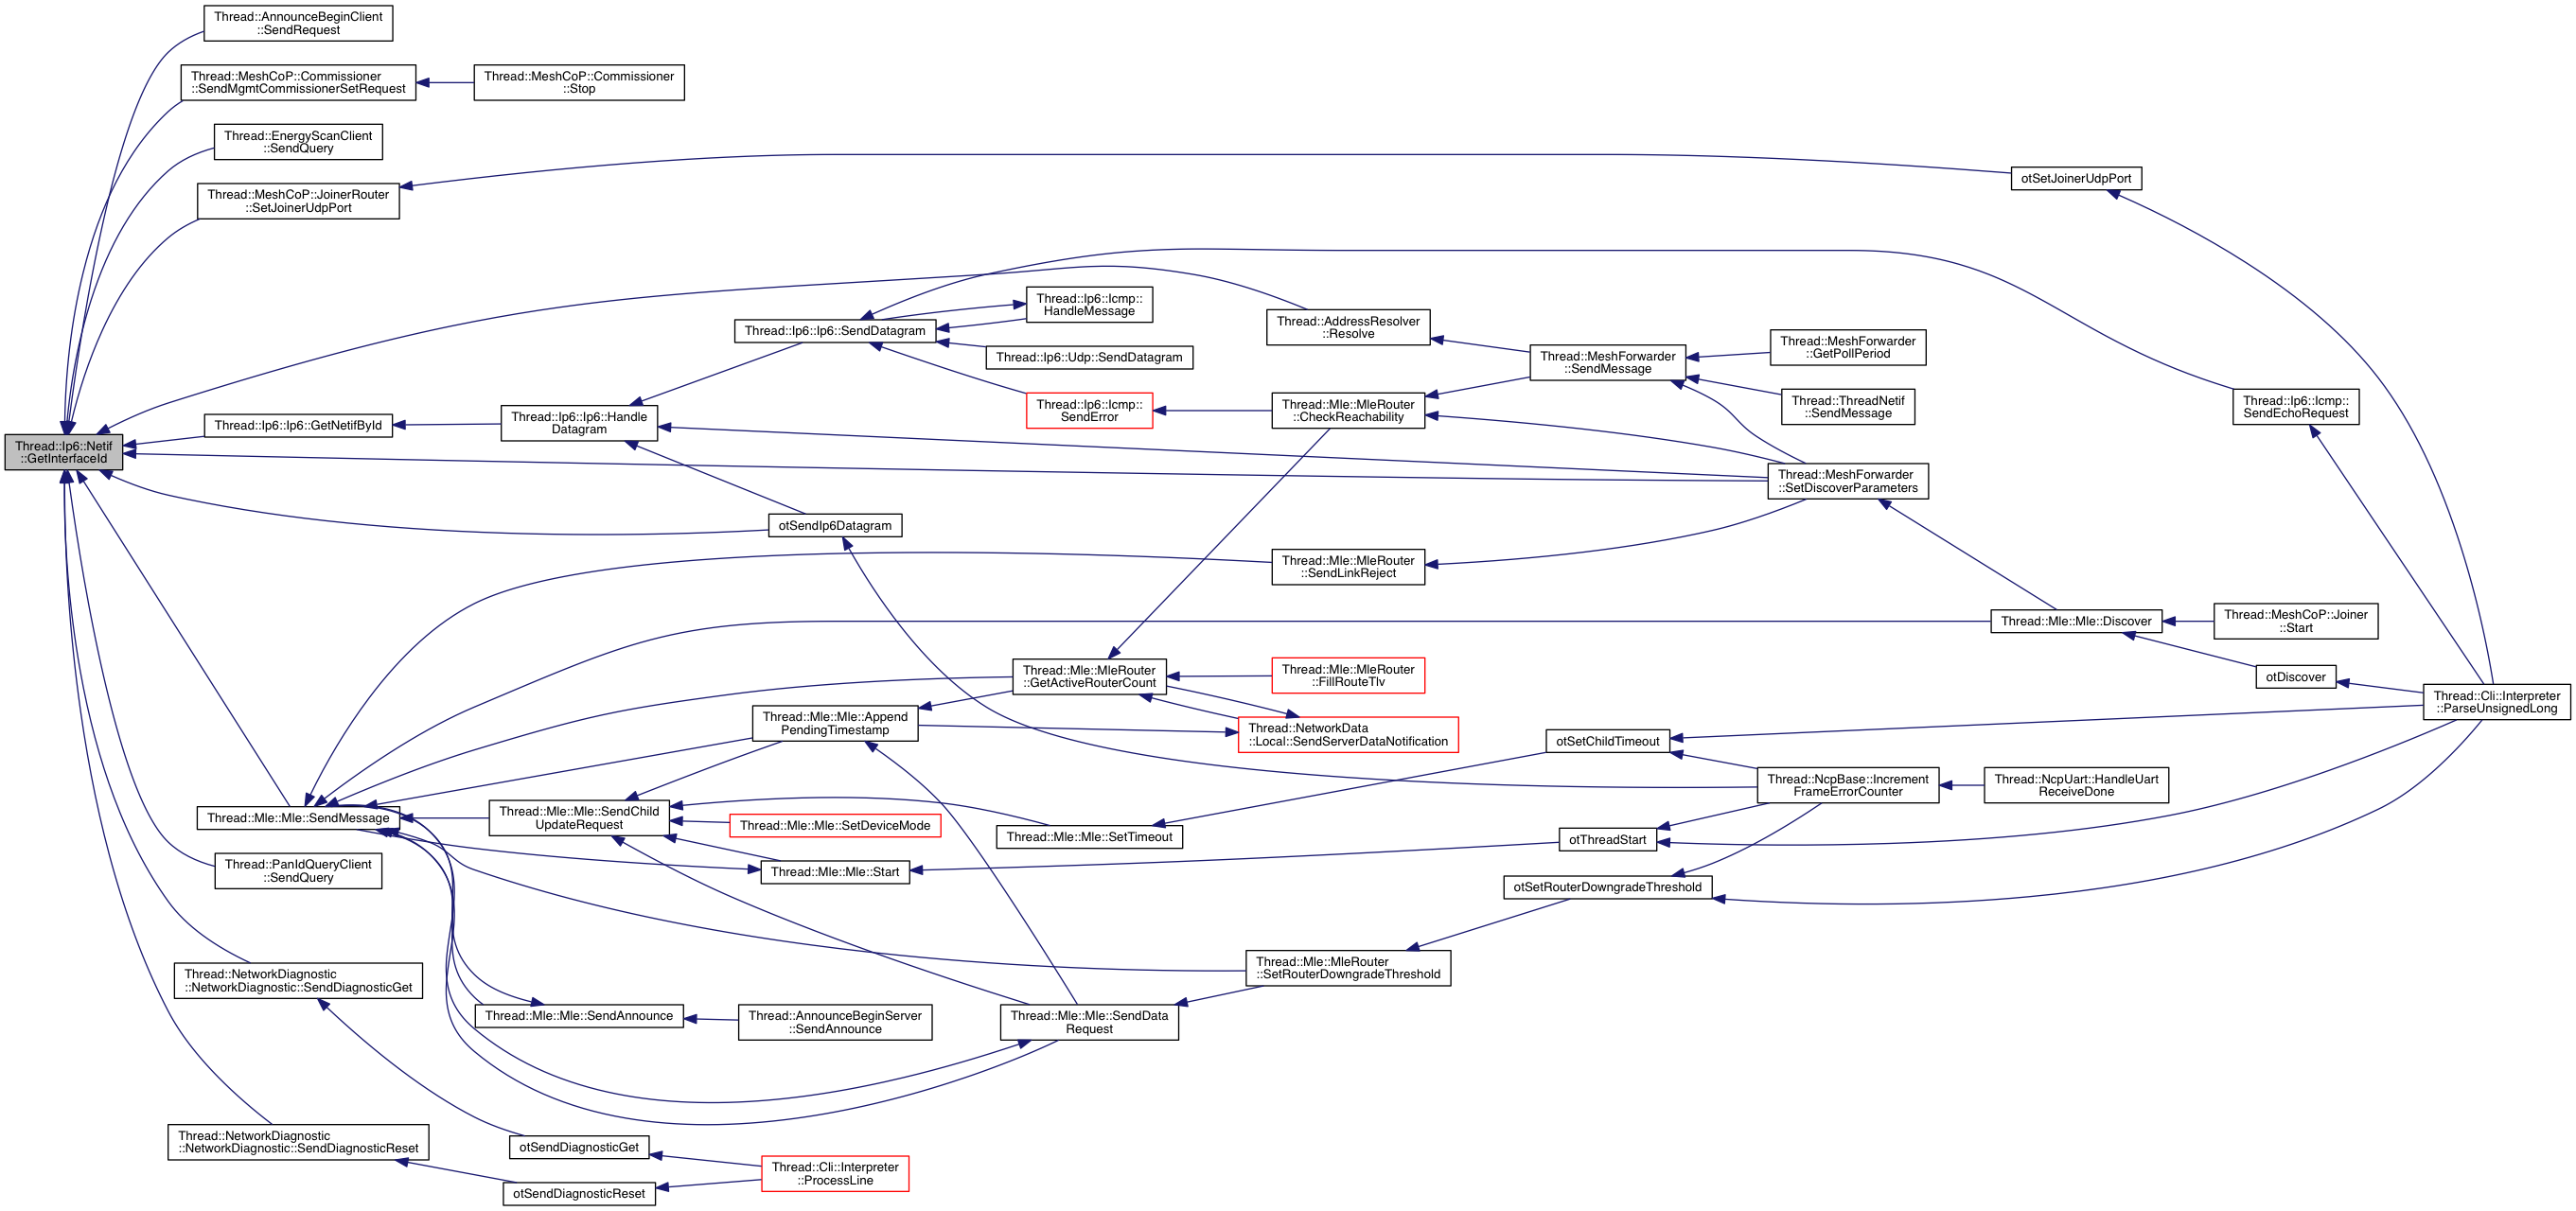 Thread::AnnounceBeginClient
::SendRequest
Thread::MeshCoP::Commissioner
::SendMgmtCommissionerSetRequest
Thread::MeshCoP::Commissioner
::Stop
Thread::EnergyScanClient
::SendQuery
Thread::MeshCoP::JoinerRouter
::SetJoinerUdpPort
otSetJoinerUdpPort
Thread::Ip6::Icmp::
HandleMessage
Thread::Ip6::Ip6::SendDatagram
Thread::AddressResolver
::Resolve
Thread::Ip6::Udp::SendDatagram
Thread::MeshForwarder
::SendMessage
Thread::MeshForwarder
::GetPollPeriod
Thread::ThreadNetif
::SendMessage
Thread::Ip6::Icmp::
SendError
Thread::Mle::MleRouter
::CheckReachability
Thread::Ip6::Icmp::
SendEchoRequest
Thread::Ip6::Ip6::GetNetifById
Thread::Ip6::Ip6::Handle
Datagram
Thread::Ip6::Netif
::GetInterfaceId
Thread::MeshForwarder
::SetDiscoverParameters
otSendIp6Datagram
Thread::Mle::MleRouter
::SendLinkReject
Thread::Mle::Mle::Discover
Thread::MeshCoP::Joiner
::Start
otDiscover
Thread::Mle::MleRouter
::GetActiveRouterCount
Thread::Mle::MleRouter
::FillRouteTlv
Thread::Cli::Interpreter
::ParseUnsignedLong
Thread::Mle::Mle::Append
PendingTimestamp
Thread::NetworkData
::Local::SendServerDataNotification
otSetChildTimeout
Thread::NcpBase::Increment
FrameErrorCounter
Thread::NcpUart::HandleUart
ReceiveDone
Thread::Mle::Mle::SendMessage
Thread::Mle::Mle::SendChild
UpdateRequest
Thread::Mle::Mle::SetDeviceMode
Thread::Mle::Mle::SetTimeout
otThreadStart
Thread::PanIdQueryClient
::SendQuery
Thread::Mle::Mle::Start
otSetRouterDowngradeThreshold
Thread::Mle::MleRouter
::SetRouterDowngradeThreshold
Thread::NetworkDiagnostic
::NetworkDiagnostic::SendDiagnosticGet
Thread::Mle::Mle::SendAnnounce
Thread::AnnounceBeginServer
::SendAnnounce
Thread::Mle::Mle::SendData
Request
Thread::NetworkDiagnostic
::NetworkDiagnostic::SendDiagnosticReset
otSendDiagnosticGet
Thread::Cli::Interpreter
::ProcessLine
otSendDiagnosticReset